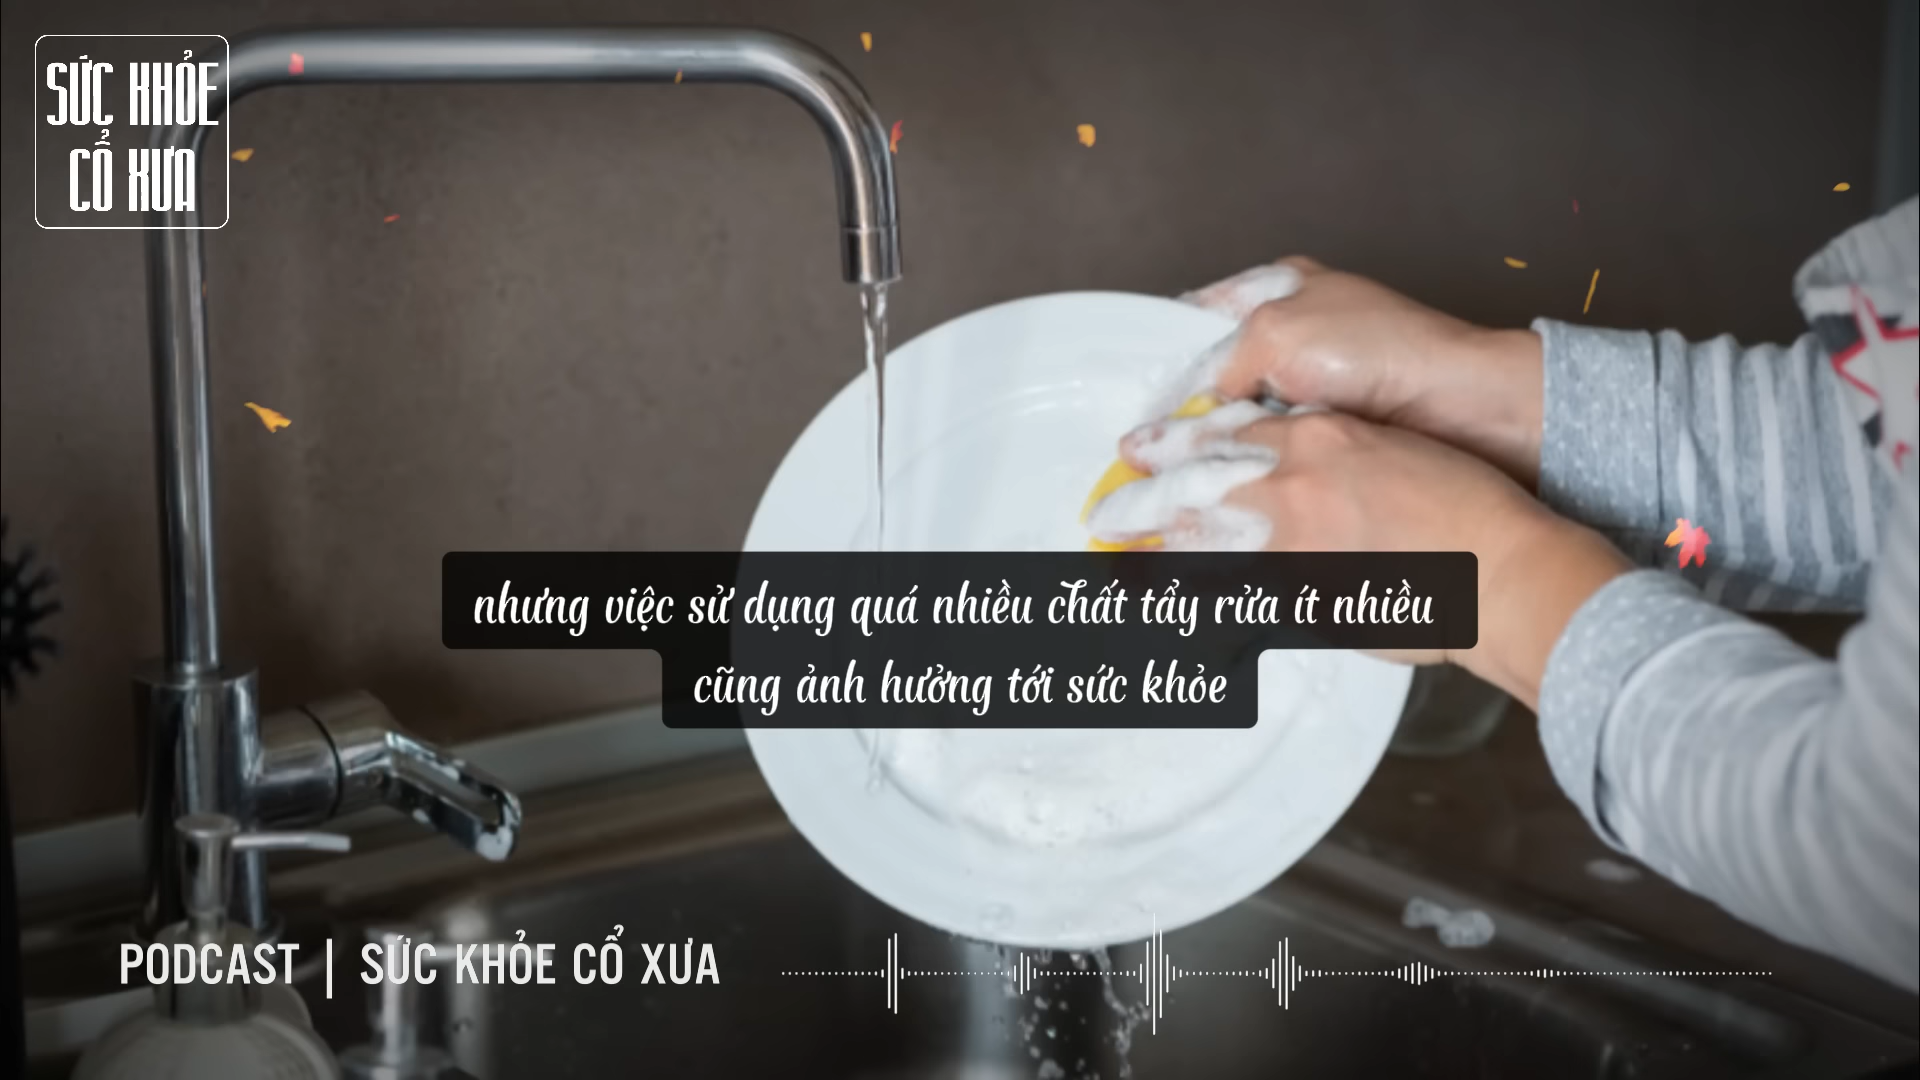 SỨC KHỎE
CỔ XƯA
nhưng việc sử dụng quá nhiều chất tẩy rửa ít nhiều
cũng ảnh hưởng tới sức khỏe
PODCAST | SỨC KHỎE CỔ XƯA